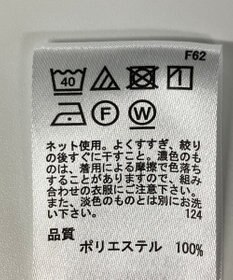 F62
40
F W
ネット使用。よくすすぎ、絞り
の後すぐに干すこと。濃色のも
のは、着用による摩擦で色落ち
することがありますので、組み
合わせの衣服にご注意下さい。
また、淡色のものとは別にお洗
い下さい。 124
品質
ポリエステル 100%